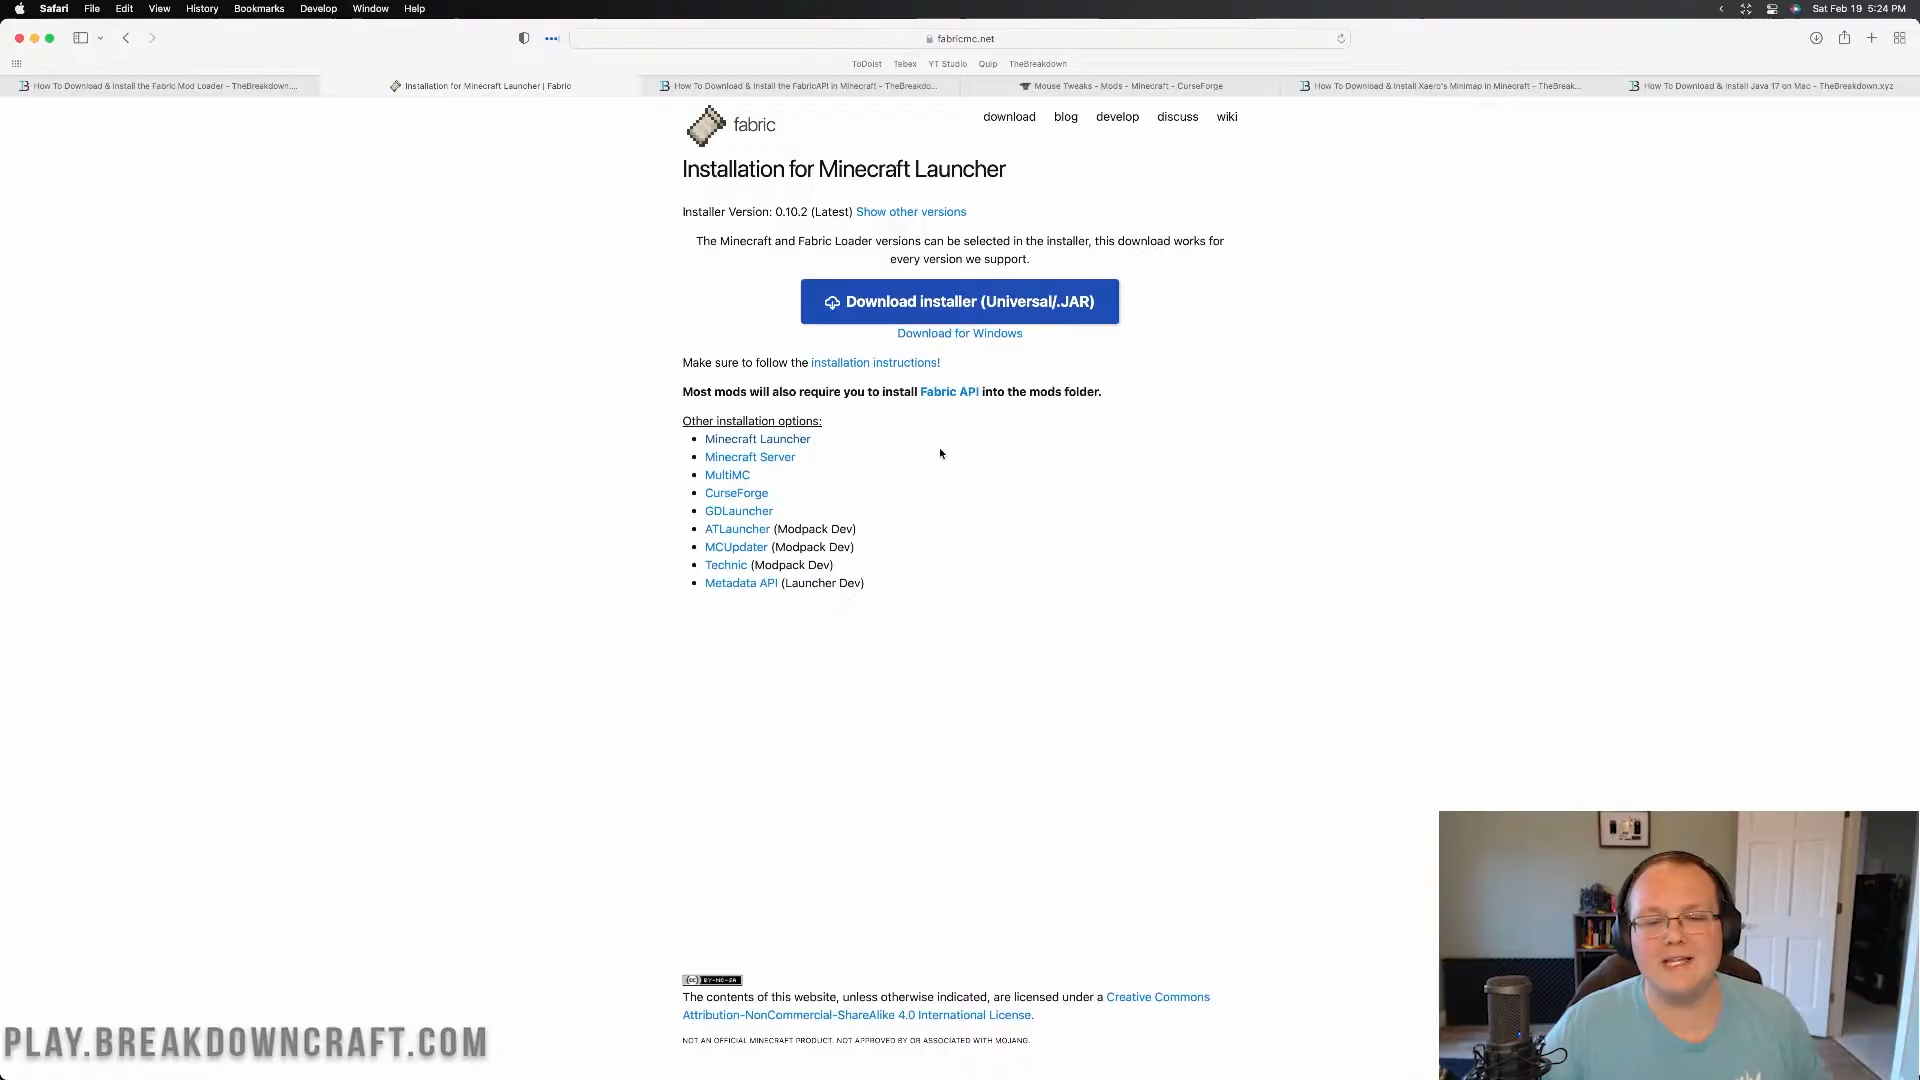 Safari File Edit View History Bookmarks Develop Window Help Sat Feb 19 5:24 PM
fabricmc.net
ToDoist Tebex YT Studio Quip TheBreakdown
How To Download & Install the Fabric Mod Loader - TheBreakdown.... Installation for Minecraft Launcher | Fabric How To Download & Install the FabricAPI in Minecraft - TheBreakdo... Mouse Tweaks - Mods - Minecraft - CurseForge How To Download & Install Xaero's Minimap in Minecraft - TheBreak... How To Download & Install Java 17 on Mac - TheBreakdown.xyz
fabric download blog develop discuss wiki
Installation for Minecraft Launcher
Installer Version: 0.10.2 (Latest) Show other versions
The Minecraft and Fabric Loader versions can be selected in the installer, this download works for
every version we support.
Download installer (Universal/.JAR)
Download for Windows
Make sure to follow the installation instructions!
Most mods will also require you to install Fabric API into the mods folder.
Other installation options:
Minecraft Launcher
Minecraft Server
MultiMC
CurseForge
GDLauncher
ATLauncher (Modpack Dev)
MCUpdater (Modpack Dev)
Technic (Modpack Dev)
Metadata API (Launcher Dev)
(cc) BY-NC-SA
The contents of this website, unless otherwise indicated, are licensed under a Creative Commons
Attribution-NonCommercial-ShareAlike 4.0 International License.
NOT AN OFFICIAL MINECRAFT PRODUCT. NOT APPROVED BY OR ASSOCIATED WITH MOJANG.
PLAY.BREAKDOWNCRAFT.COM